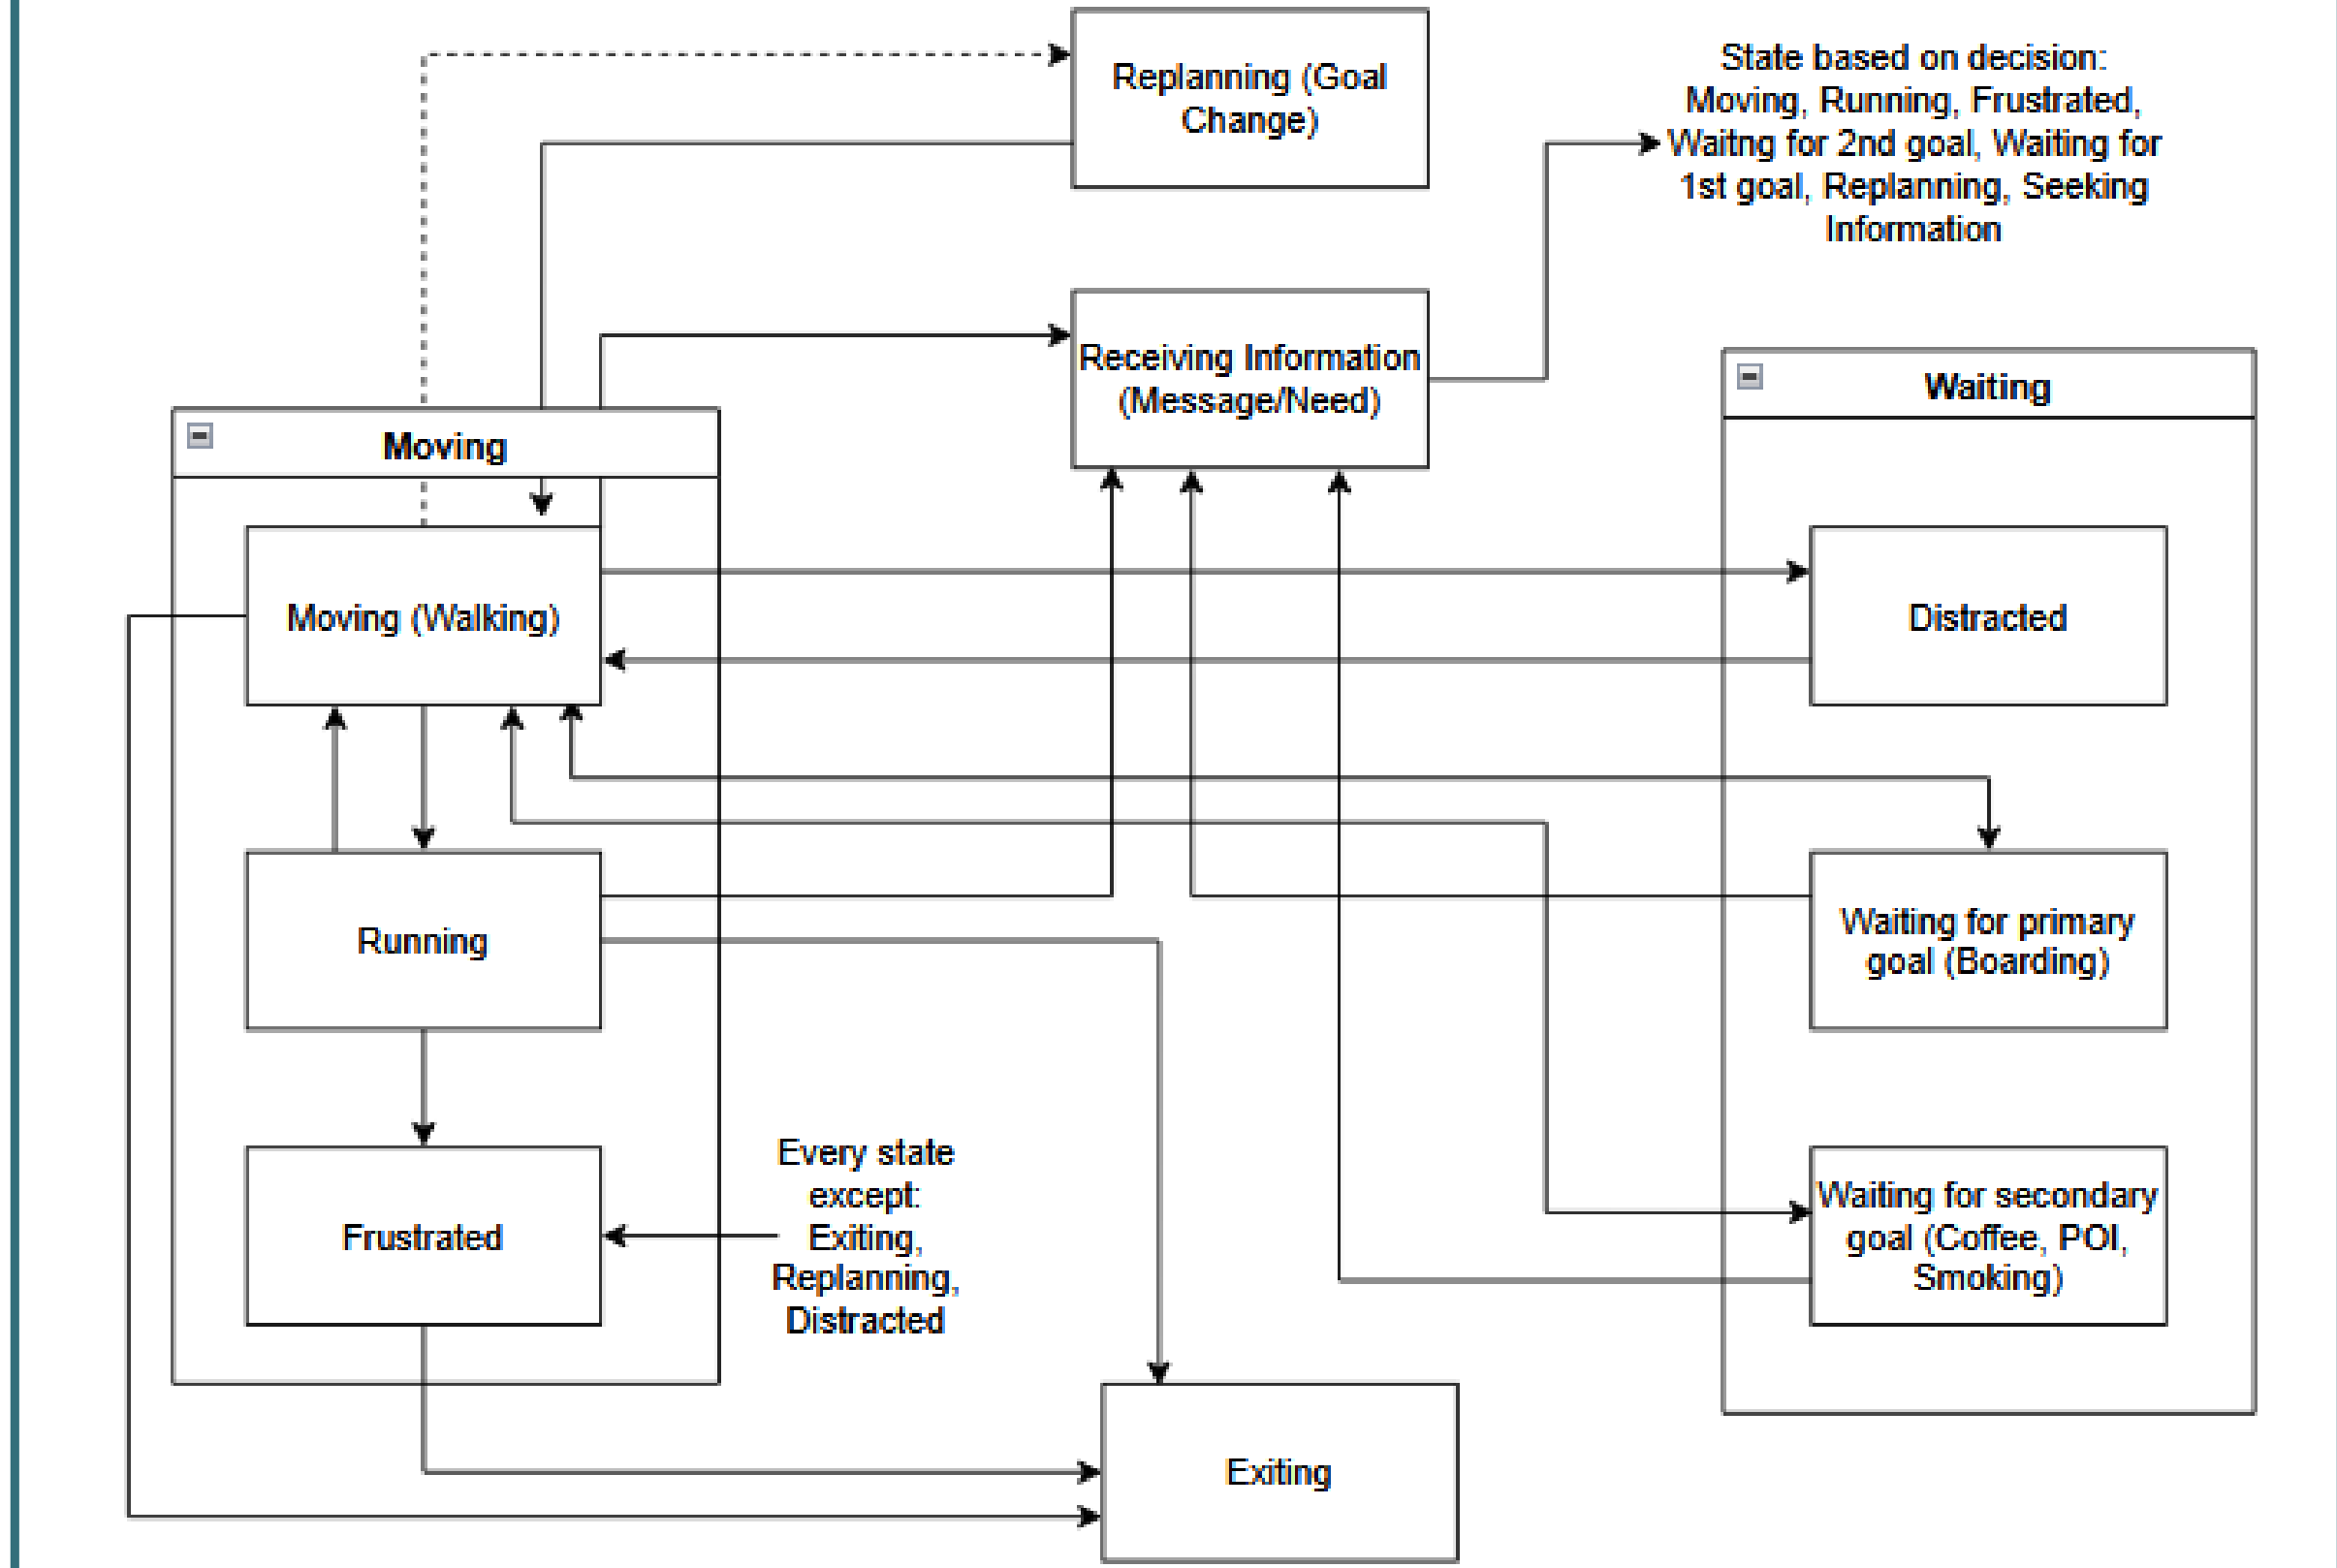 Replanning (Goal
Change)
State based on decision:
Moving, Running, Frustrated,
Waitng for 2nd goal, Waiting for
1st goal, Replanning, Seeking
Information
Receiving Information
(Message/Need)
Waiting
Moving
Moving (Walking)
Distracted
Running
Waiting for primary
goal (Boarding)
Frustrated
Every state
except:
Exiting,
Replanning,
Distracted
Waiting for secondary
goal (Coffee, POI,
Smoking)
Exiting